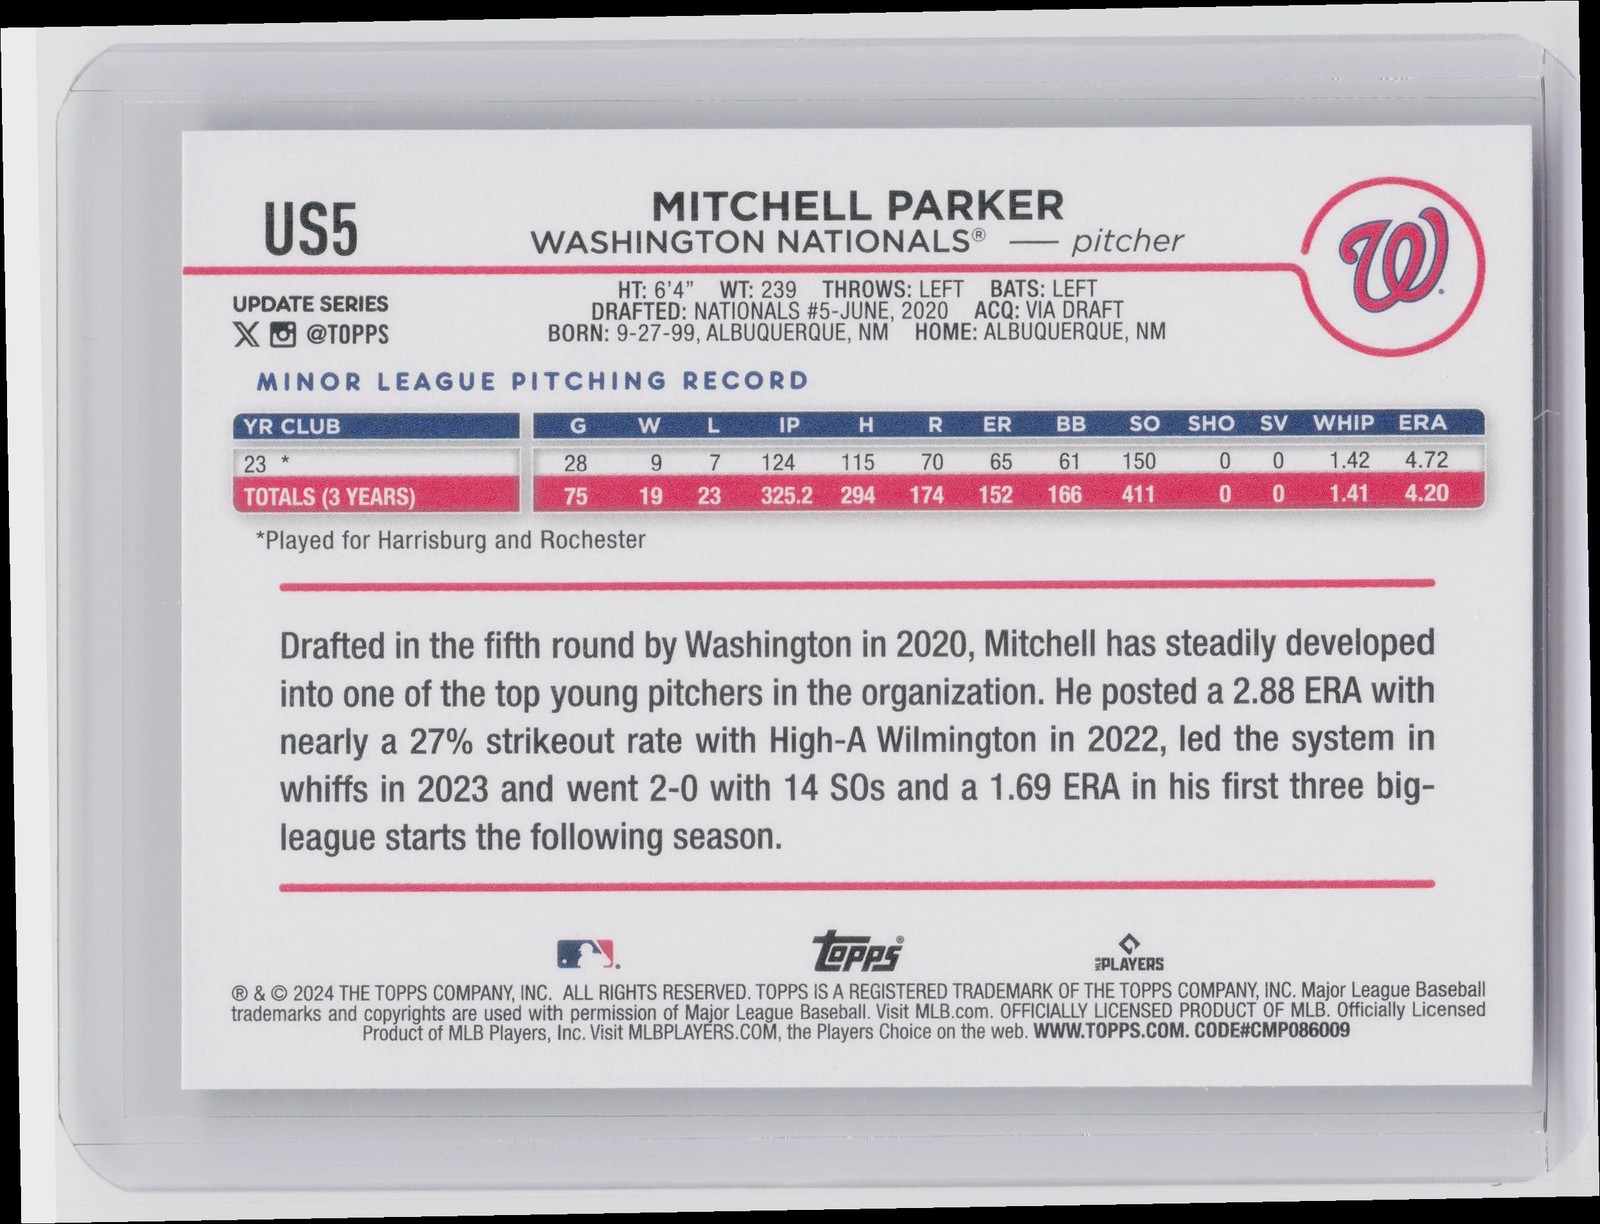 US5
MITCHELL PARKER
WASHINGTON NATIONALS® — pitcher
W
UPDATE SERIES
@TOPPS
HT: 6'4" WT: 239 THROWS: LEFT BATS: LEFT
DRAFTED: NATIONALS #5-JUNE, 2020 ACQ: VIA DRAFT
BORN: 9-27-99, ALBUQUERQUE, NM HOME: ALBUQUERQUE, NM
MINOR LEAGUE PITCHING RECORD
YR CLUB G W L IP H R ER BB SO SHO SV WHIP ERA
23 * 28 9 7 124 115 70 65 61 150 0 0 1.42 4.72
TOTALS (3 YEARS) 75 19 23 325.2 294 174 152 166 411 0 0 1.41 4.20
*Played for Harrisburg and Rochester
Drafted in the fifth round by Washington in 2020, Mitchell has steadily developed
into one of the top young pitchers in the organization. He posted a 2.88 ERA with
nearly a 27% strikeout rate with High-A Wilmington in 2022, led the system in
whiffs in 2023 and went 2-0 with 14 SOs and a 1.69 ERA in his first three big-
league starts the following season.
Topps® MLB PLAYERS
® & © 2024 THE TOPPS COMPANY, INC. ALL RIGHTS RESERVED. TOPPS IS A REGISTERED TRADEMARK OF THE TOPPS COMPANY, INC. Major League Baseball
trademarks and copyrights are used with permission of Major League Baseball. Visit MLB.com. OFFICIALLY LICENSED PRODUCT OF MLB. Officially Licensed
Product of MLB Players, Inc. Visit MLBPLAYERS.COM, the Players Choice on the web. WWW.TOPPS.COM. CODE#CMP086009